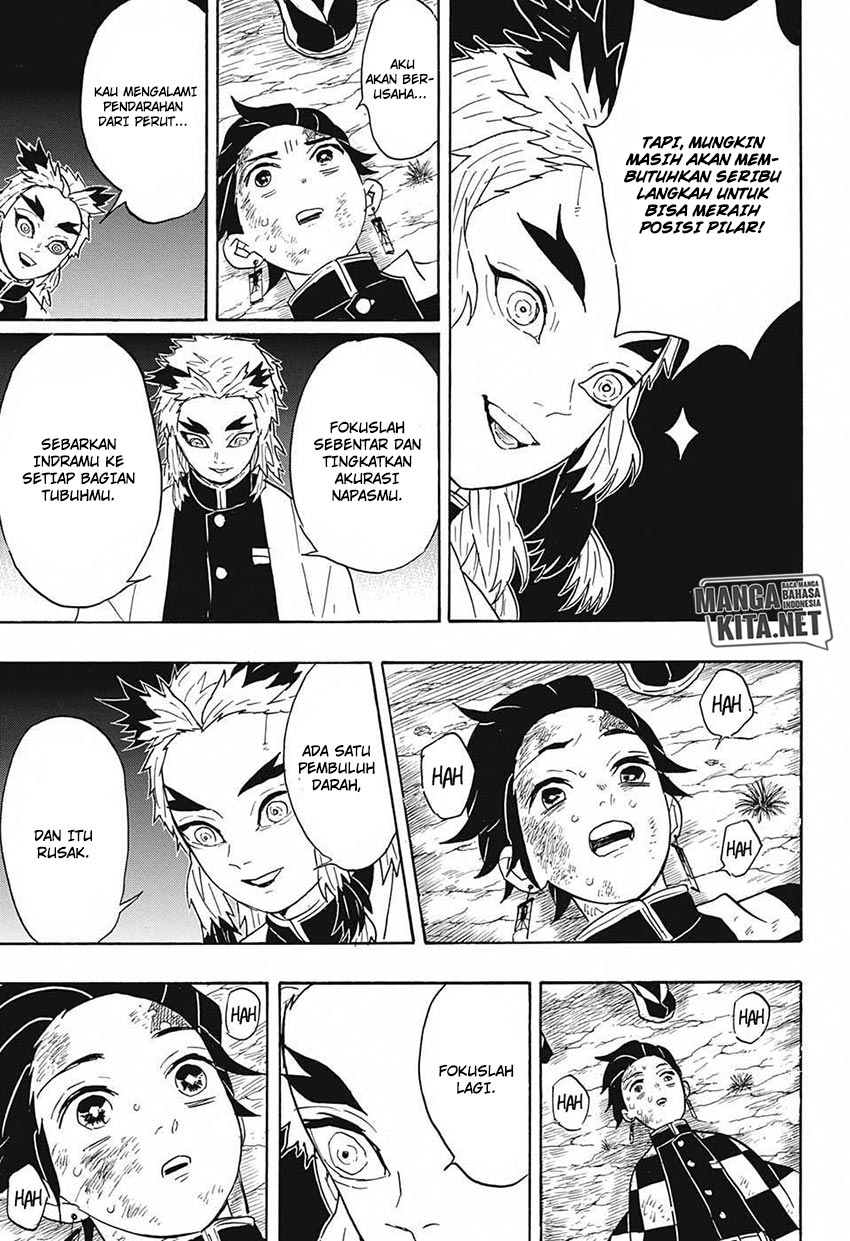 TAPI, MUNGKIN
MASIH AKAN MEM-
BUTUHKAN SERIBU
LANGKAH UNTUK
BISA MERAIH
POSISI PILAR!
AKU
AKAN BER-
USAHA...
KAU MENGALAMI
PENDARAHAN
DARI PERUT...
FOKUSLAH
SEBENTAR DAN
TINGKATKAN
AKURASI
NAPASMU.
SEBARKAN
INDRAMU KE
SETIAP BAGIAN
TUBUHMU.
MANGA
KITA.NET
BACA MANGA
BAHASA
INDONESIA
HAH
HAH
HAH
ADA SATU
PEMBULUH
DARAH,
DAN ITU
RUSAK.
HAH
HAH
FOKUSLAH
LAGI.
HAH
HAH